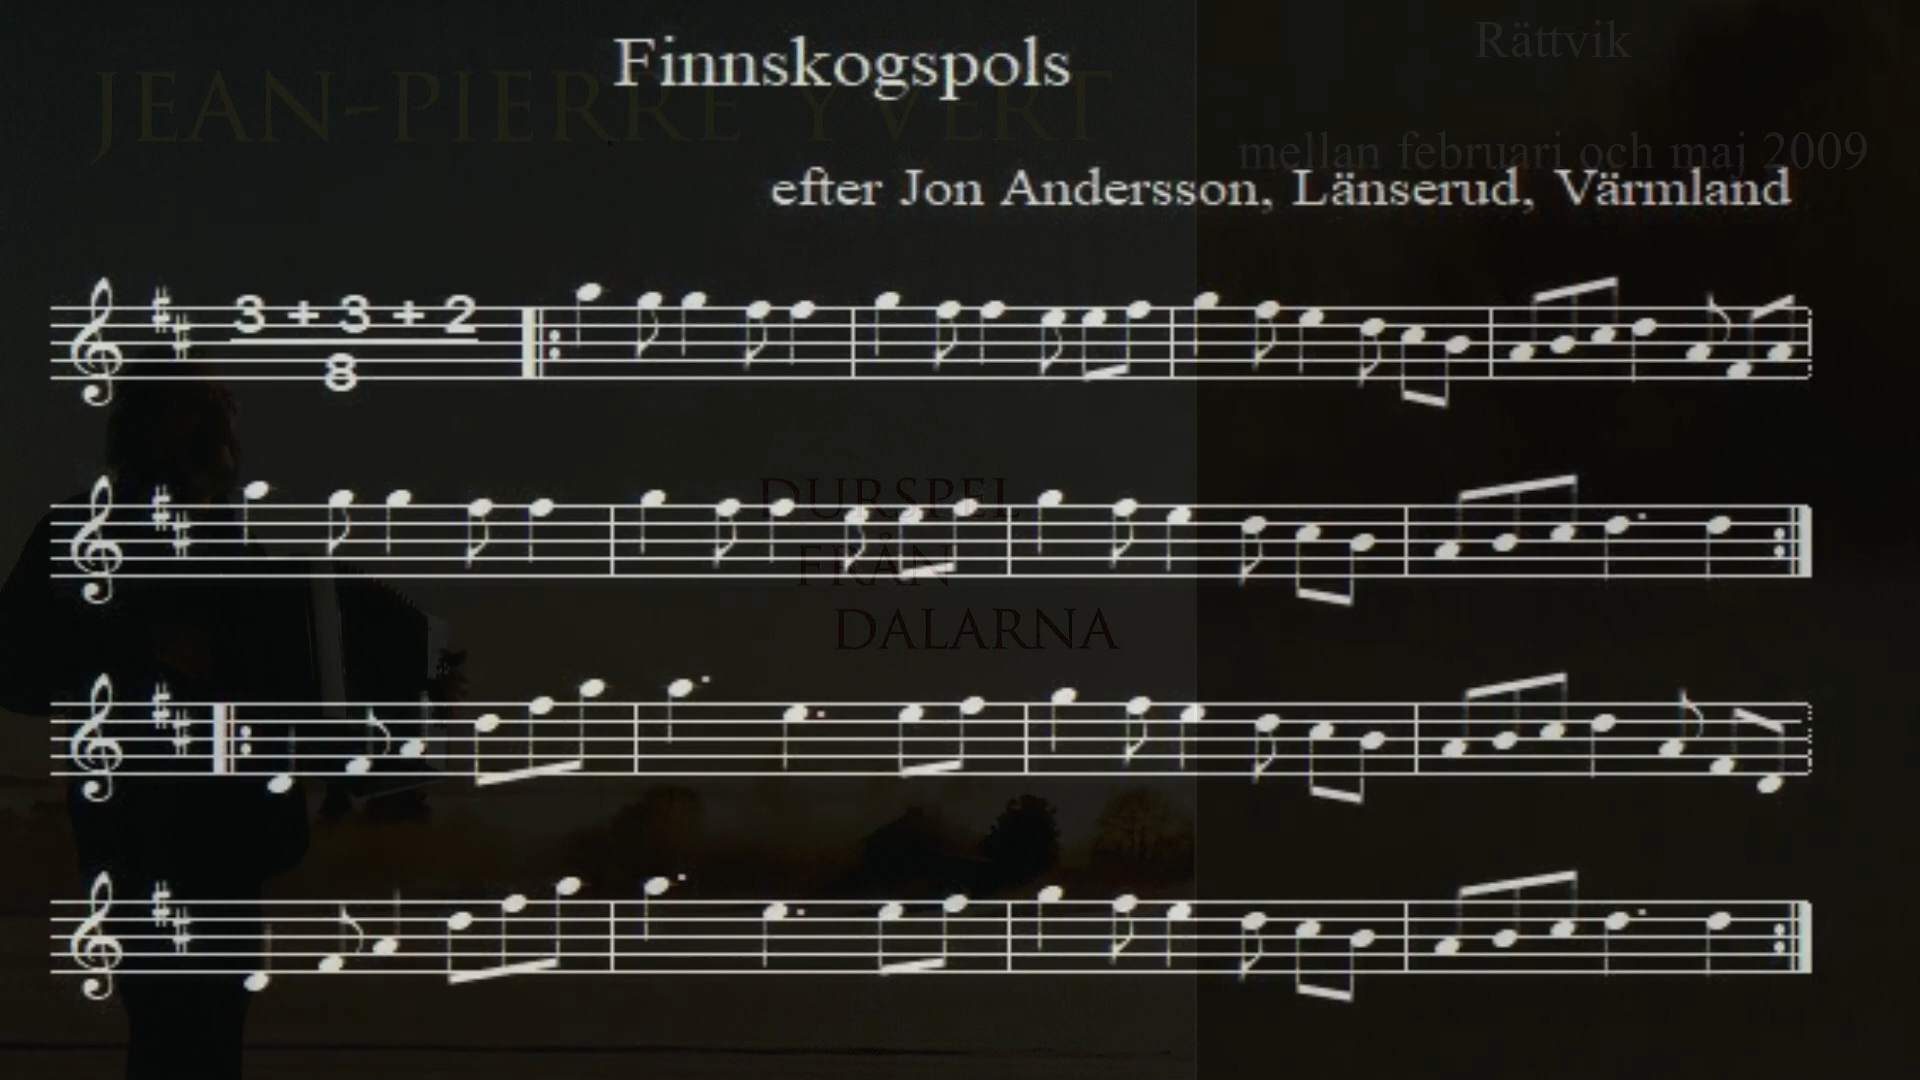 Finnskogspols
efter Jon Andersson, Länserud, Värmland
JEAN-PIERRE YVERT
Rättvik
mellan februari och maj 2009
3 + 3 + 2
8
DURSPEL
FRÅN
DALARNA